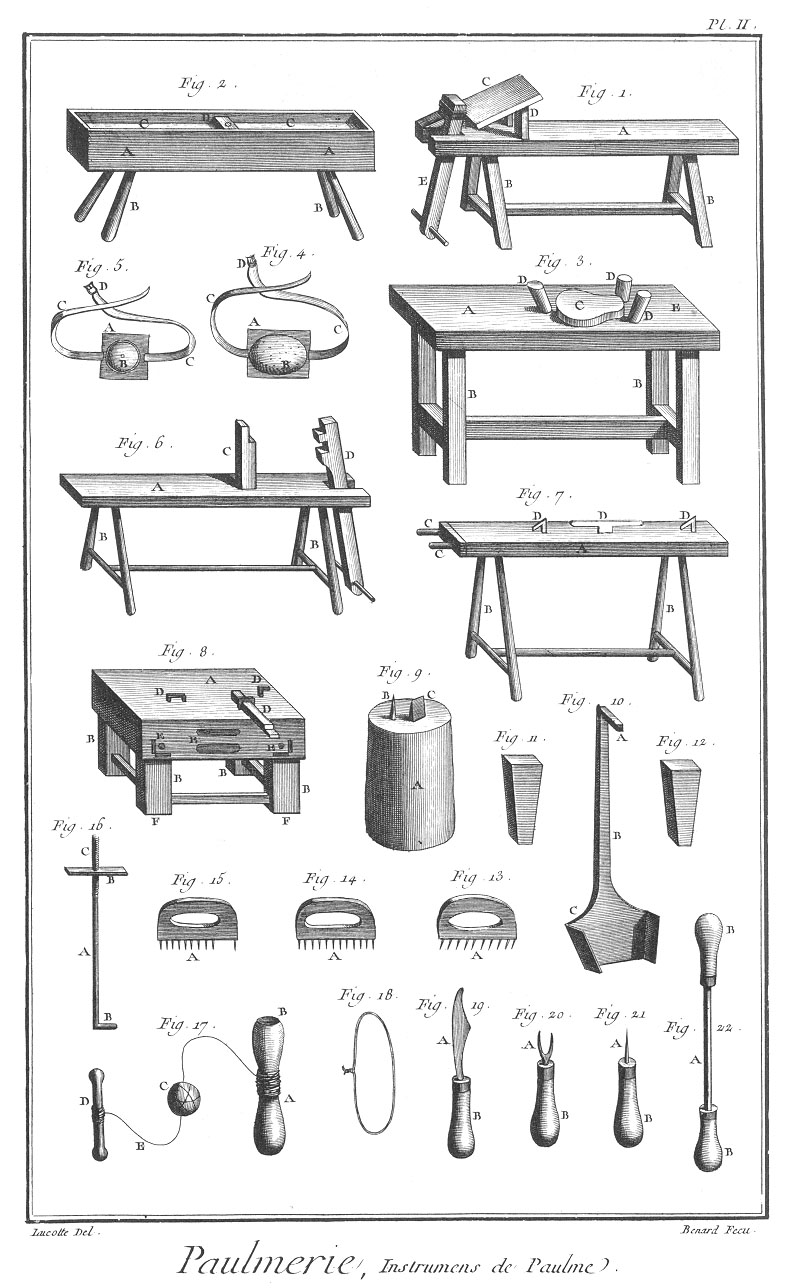 Pl. II.
Fig. 2.
C D C
A A
B B
Fig. 1.
C
D
A
E B B
Fig. 5.
D
C
A
B
C
Fig. 4.
D
C
A
B
C
Fig. 3.
D D
A C D E
B B
Fig. 6.
C D
A
B B
Fig. 7.
C D D D
C A
B B
Fig. 8.
A
D D
D
E B H
B B B B
F F
Fig. 9.
B C
A
Fig. 10.
A
B
C
Fig. 11.
Fig. 12.
Fig. 16.
C
B
A
B
Fig. 15.
A
Fig. 14.
A
Fig. 13.
A
Fig. 17.
B
C
D A
E
Fig. 18.
Fig. 19.
A
B
Fig. 20.
A
B
Fig. 21
A
B
Fig. 22.
B
A
B
Lucotte Del.
Benard Fecit.
Paulmerie, Instrumens de Paulme.